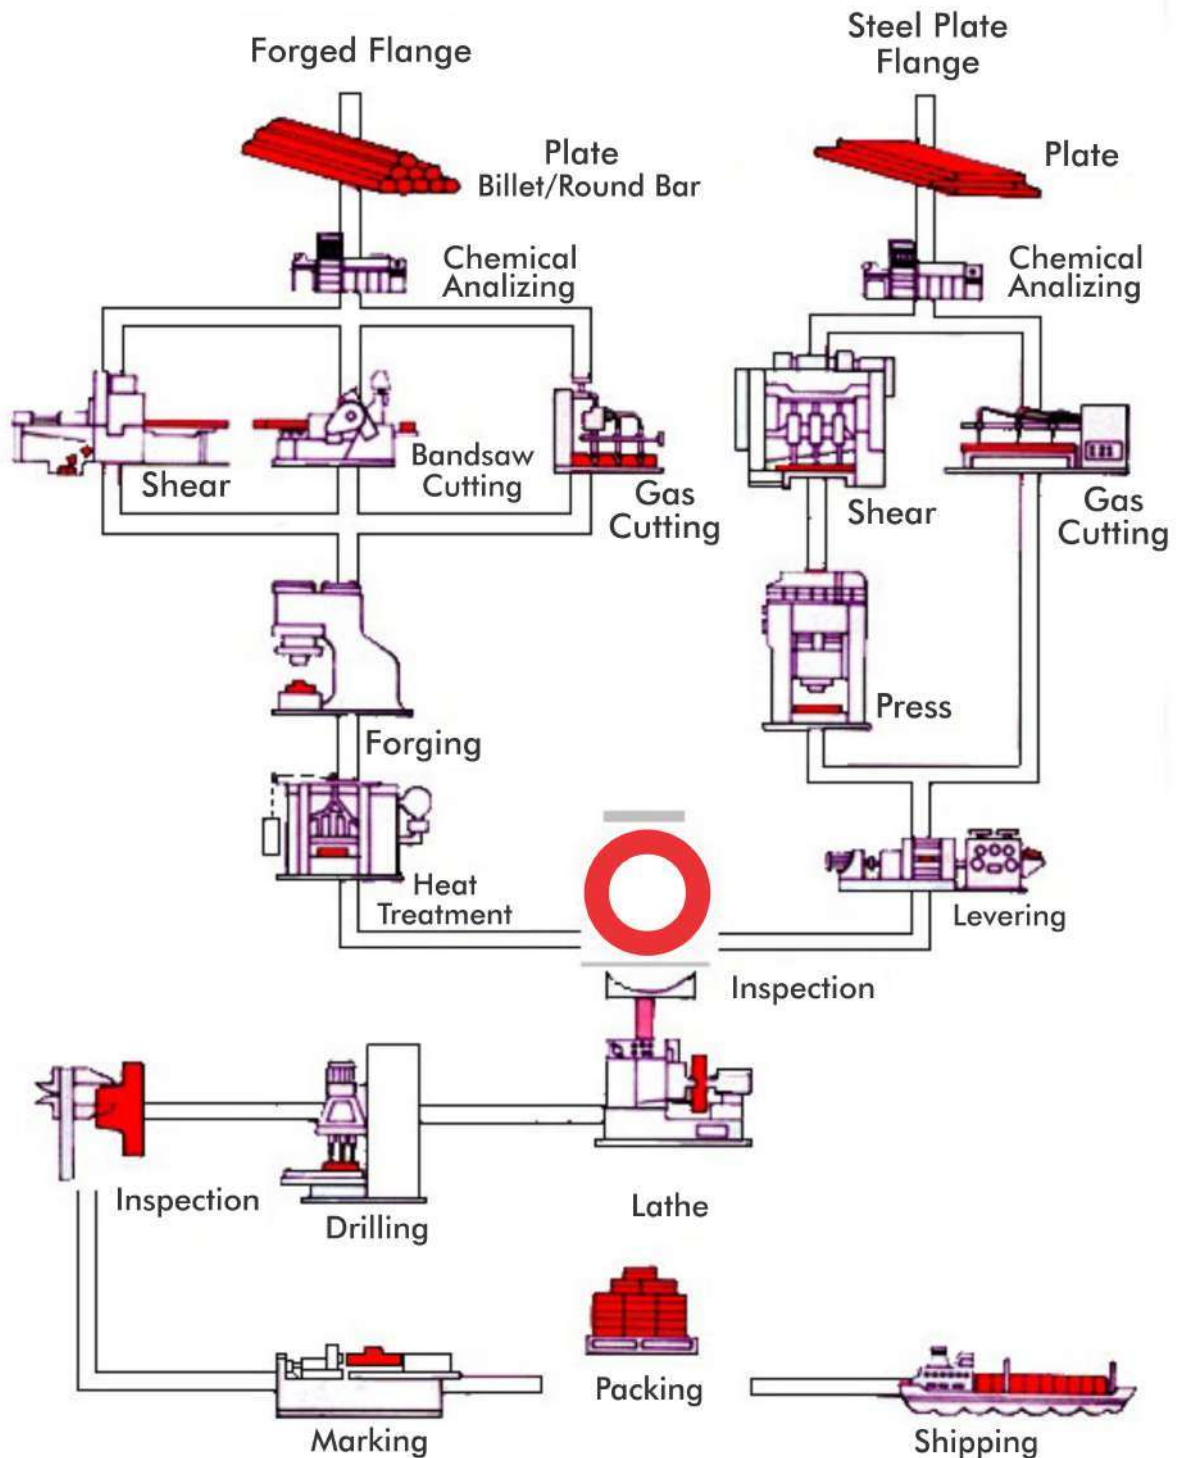 Forged Flange
Steel Plate
Flange
Plate
Billet/Round Bar
Plate
Chemical
Analizing
Chemical
Analizing
Shear
Bandsaw
Cutting
Gas
Cutting
Shear
Gas
Cutting
Forging
Press
Heat
Treatment
Levering
Inspection
Inspection
Drilling
Lathe
Marking
Packing
Shipping